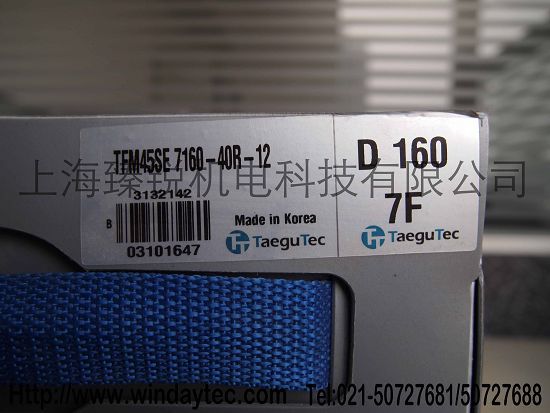 TFM45SE 7160-40R-12
D 160
上海臻锐机电科技有限公司
3132142
7F
B
Made in Korea
03101647
TaeguTec
TaeguTec
Http://www.windaytec.com Tel:021-50727681/50727688